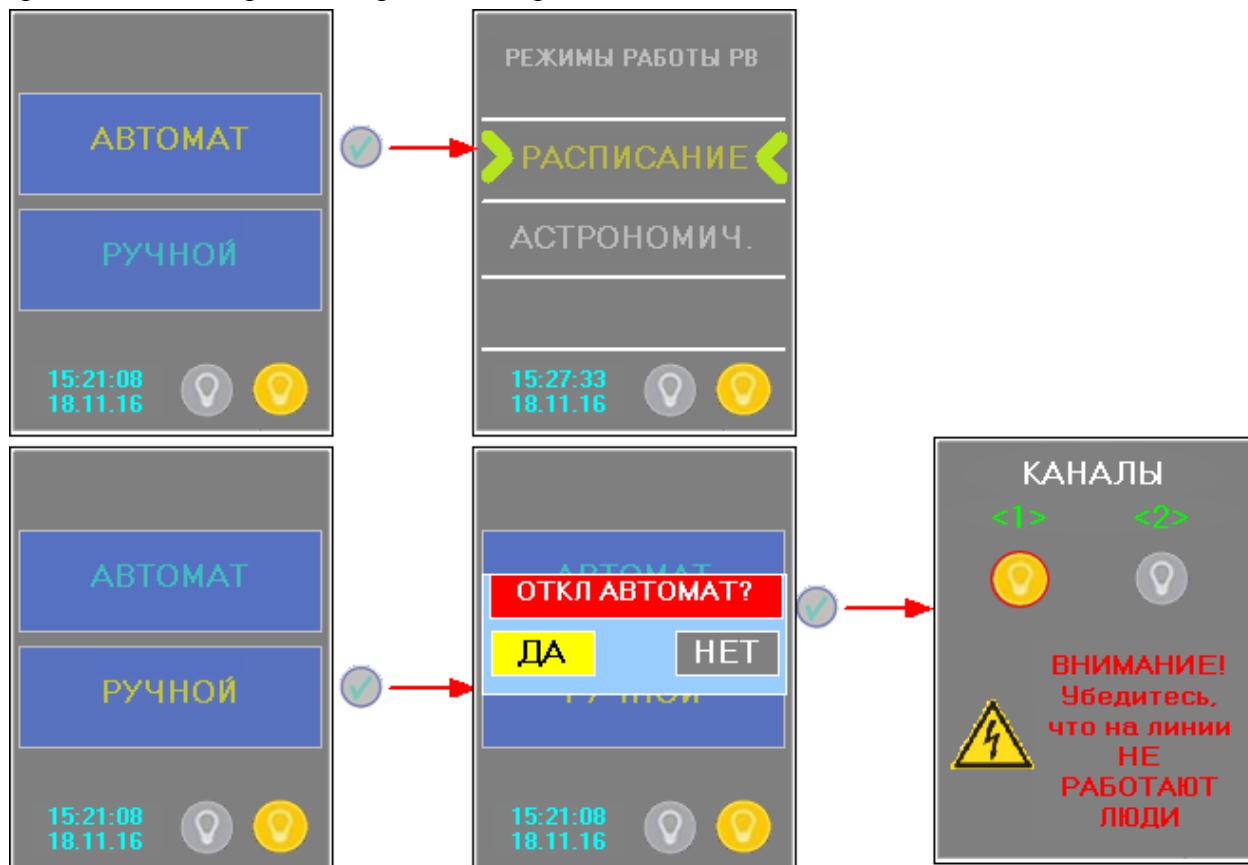 АВТОМАТ
РУЧНОЙ
15:21:08
18.11.16
РЕЖИМЫ РАБОТЫ РВ
РАСПИСАНИЕ
АСТРОНОМИЧ.
15:27:33
18.11.16
АВТОМАТ
РУЧНОЙ
15:21:08
18.11.16
ОТКЛ АВТОМАТ?
ДА НЕТ
15:21:08
18.11.16
КАНАЛЫ
<1> <2>
ВНИМАНИЕ!
Убедитесь,
что на линии
НЕ
РАБОТАЮТ
ЛЮДИ